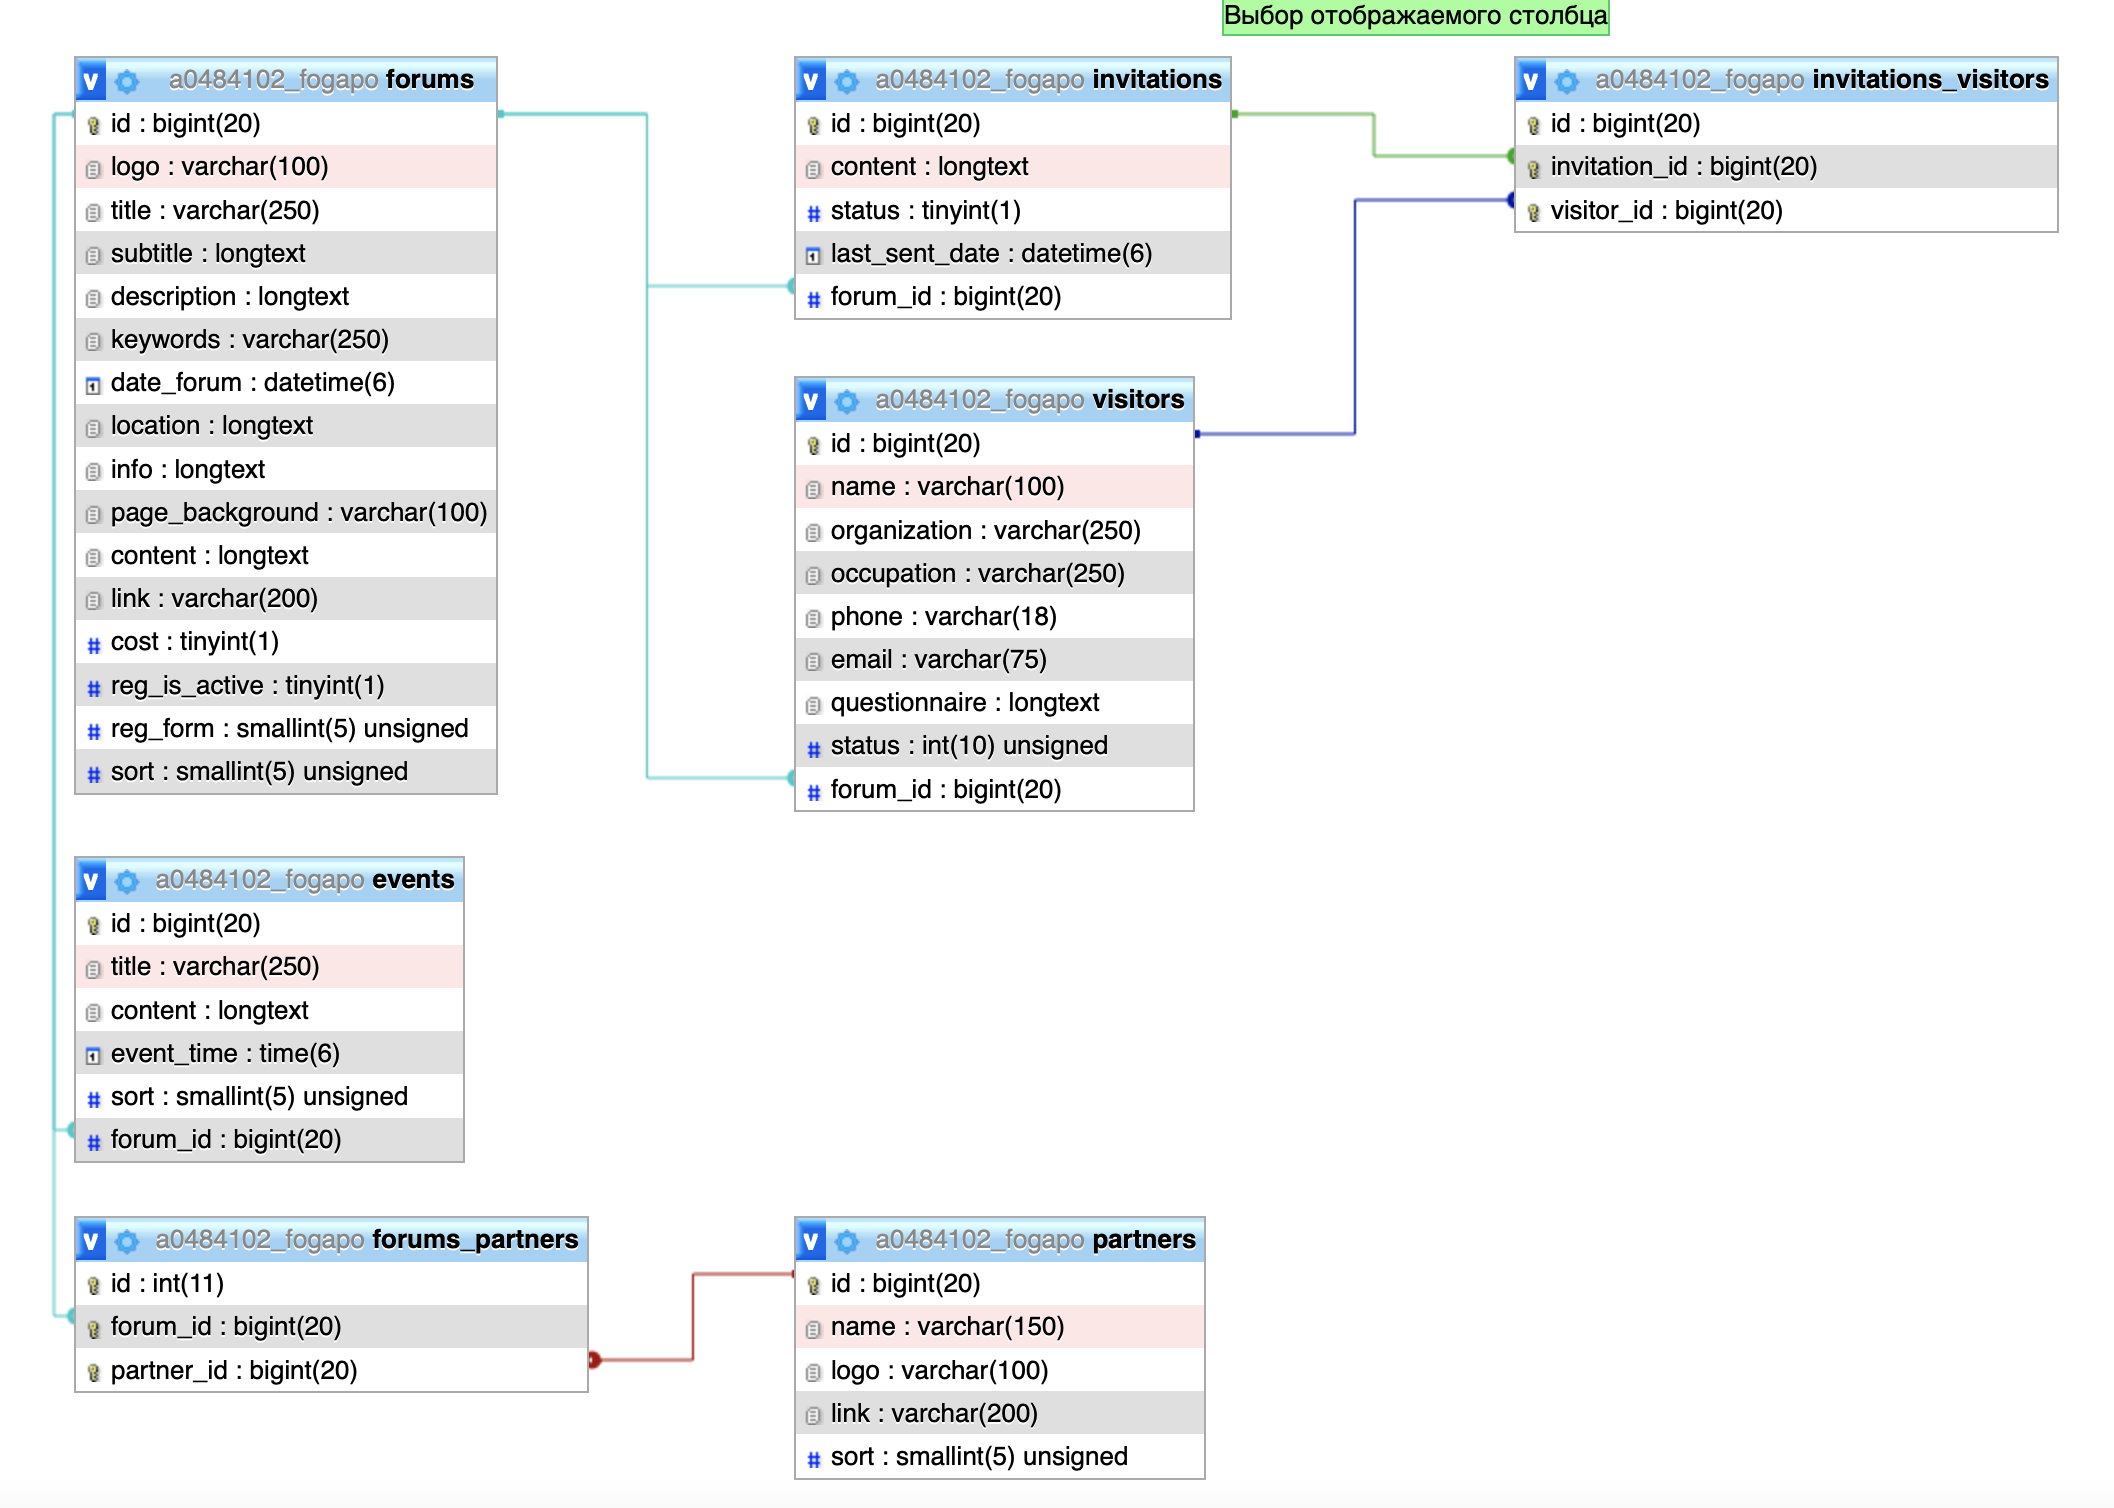 Выбор отображаемого столбца
v a0484102_fogapo forums
id : bigint(20)
logo : varchar(100)
title : varchar(250)
subtitle : longtext
description : longtext
keywords : varchar(250)
date_forum : datetime(6)
location : longtext
info : longtext
page_background : varchar(100)
content : longtext
link : varchar(200)
# cost : tinyint(1)
# reg_is_active : tinyint(1)
# reg_form : smallint(5) unsigned
# sort : smallint(5) unsigned
v a0484102_fogapo invitations
id : bigint(20)
content : longtext
# status : tinyint(1)
last_sent_date : datetime(6)
# forum_id : bigint(20)
v a0484102_fogapo invitations_visitors
id : bigint(20)
invitation_id : bigint(20)
visitor_id : bigint(20)
v a0484102_fogapo visitors
id : bigint(20)
name : varchar(100)
organization : varchar(250)
occupation : varchar(250)
phone : varchar(18)
email : varchar(75)
questionnaire : longtext
# status : int(10) unsigned
# forum_id : bigint(20)
v a0484102_fogapo events
id : bigint(20)
title : varchar(250)
content : longtext
event_time : time(6)
# sort : smallint(5) unsigned
# forum_id : bigint(20)
v a0484102_fogapo forums_partners
id : int(11)
forum_id : bigint(20)
partner_id : bigint(20)
v a0484102_fogapo partners
id : bigint(20)
name : varchar(150)
logo : varchar(100)
link : varchar(200)
# sort : smallint(5) unsigned